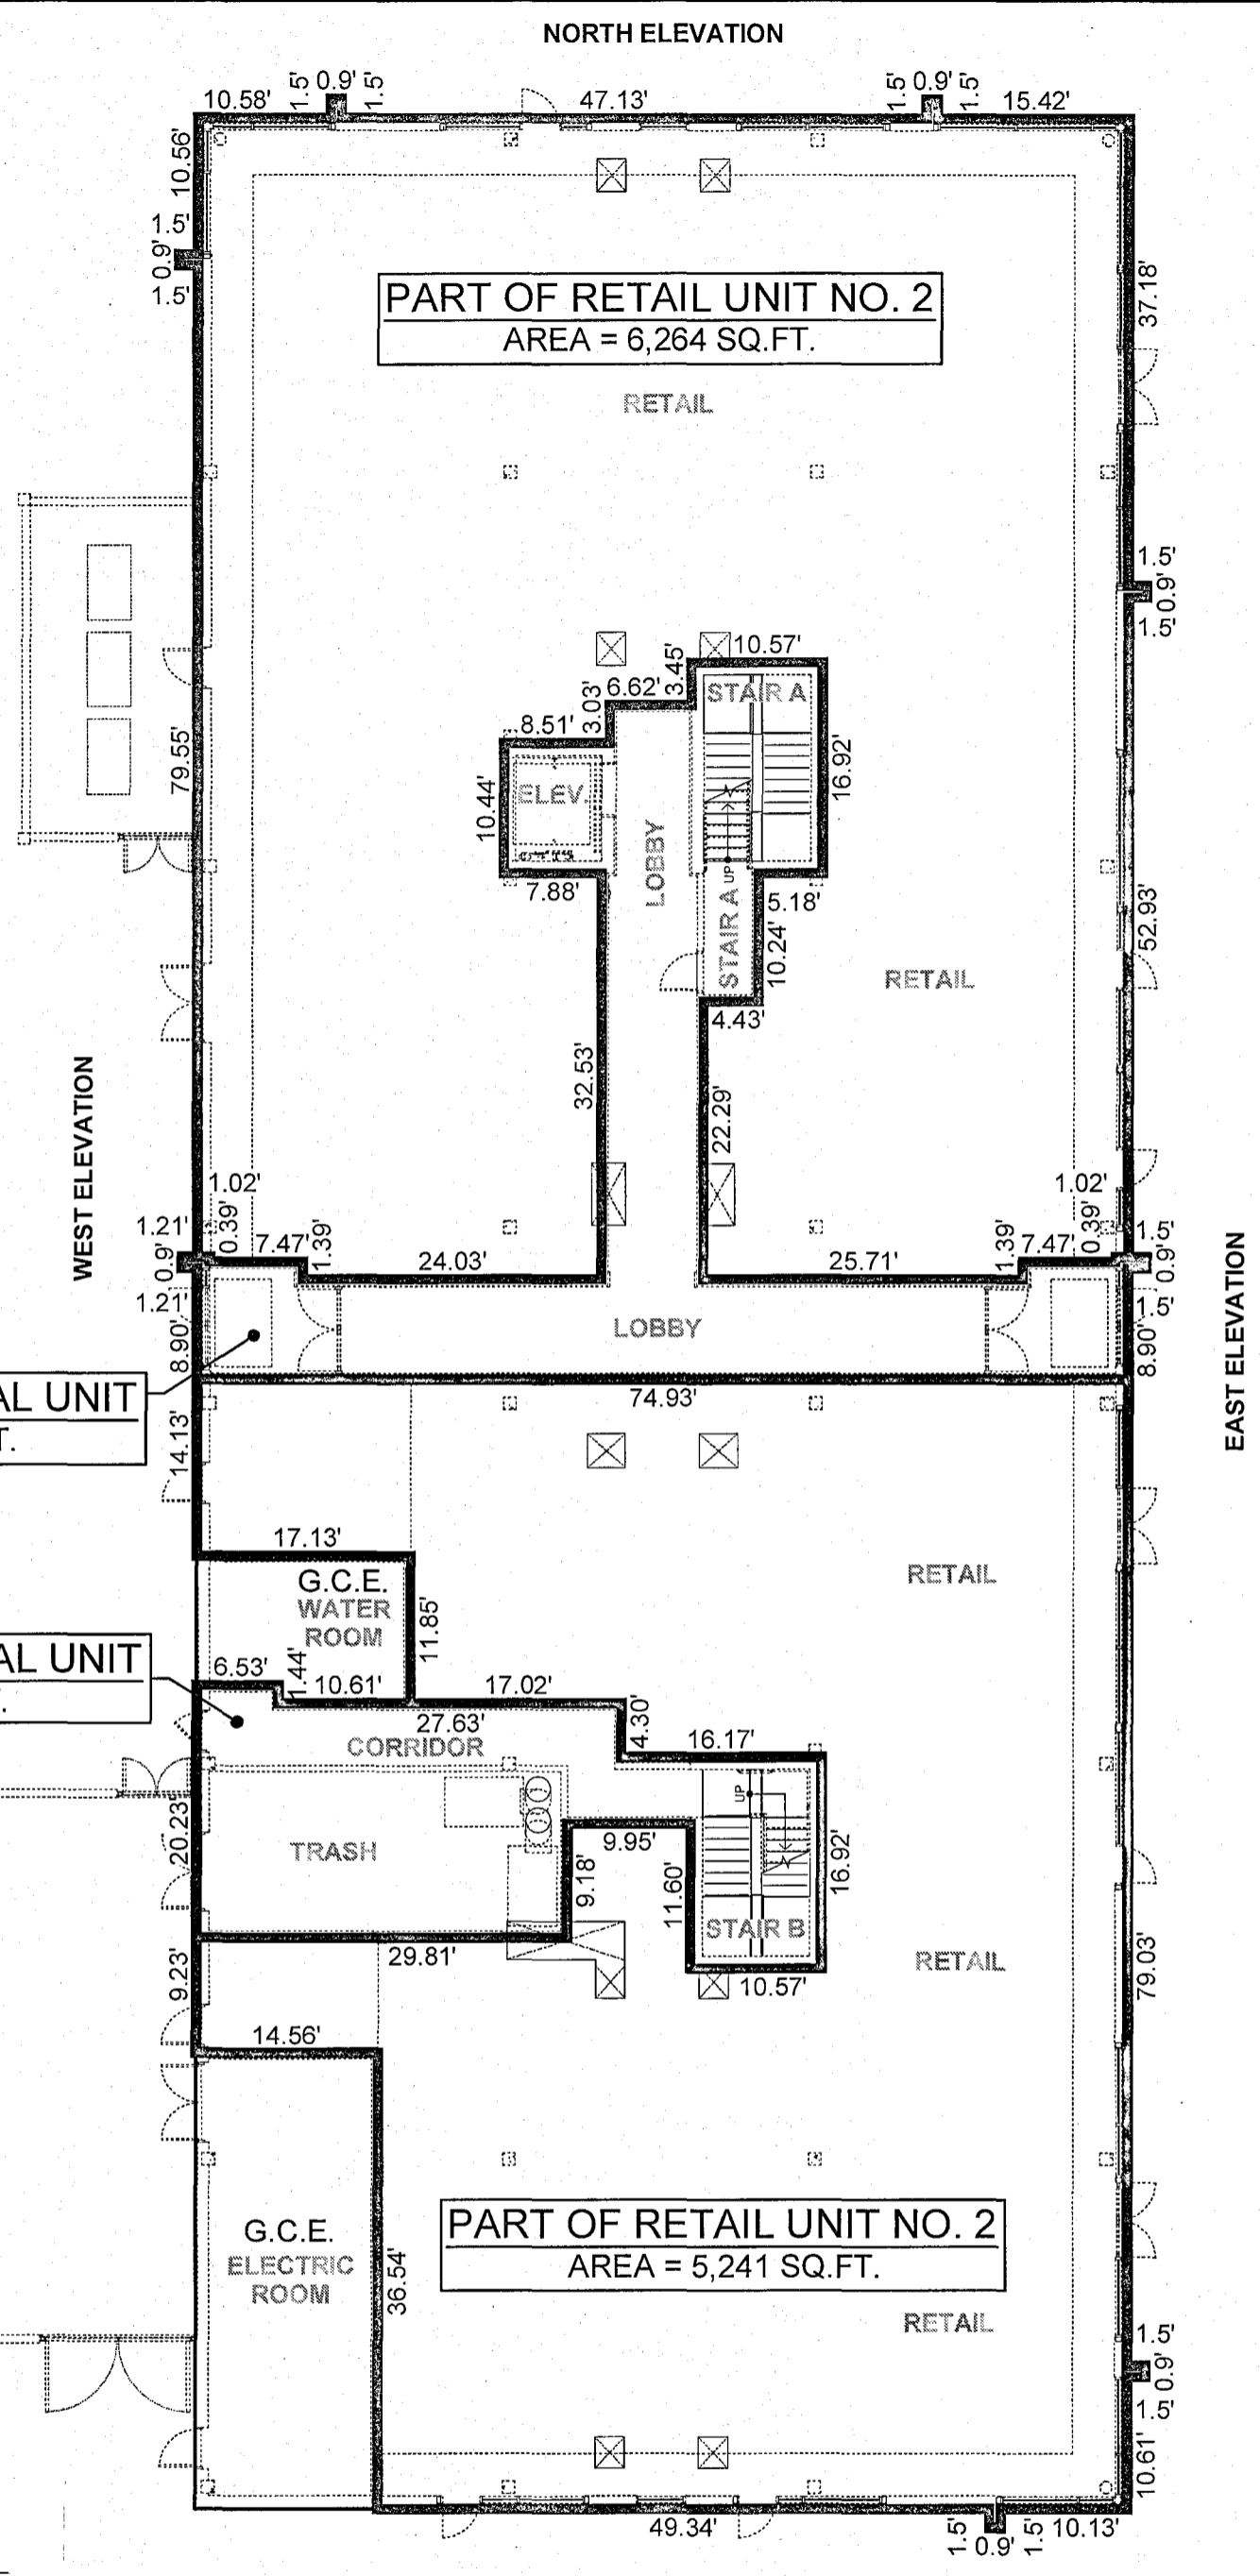 NORTH ELEVATION
10.58' 1.5' 0.9' 1.5' 47.13' 1.5' 0.9' 1.5' 15.42'
10.56'
1.5'
0.9'
1.5'
PART OF RETAIL UNIT NO. 2
AREA = 6,264 SQ.FT.
37.18'
RETAIL
1.5'
0.9'
1.5'
10.57'
3.45'
6.62'
3.03'
8.51'
STAIR A
79.55'
10.44'
ELEV.
16.92'
LOBBY
UP
7.88'
5.18'
STAIR A
10.24'
52.93'
RETAIL
4.43'
32.53'
22.29'
WEST ELEVATION
1.02'
1.02'
1.21'
0.39'
0.9'
7.47'
1.39'
24.03'
25.71'
1.39'
7.47'
0.39'
1.5'
0.9'
1.21'
1.5'
LOBBY
8.90'
8.90'
EAST ELEVATION
AL UNIT
T.
74.93'
14.13'
17.13'
RETAIL
G.C.E.
WATER
ROOM
11.85'
AL UNIT
.
6.53'
1.44'
10.61'
17.02'
27.63'
4.30'
CORRIDOR
16.17'
UP
20.23'
TRASH
9.95'
9.18'
11.60'
16.92'
STAIR B
29.81'
10.57'
RETAIL
9.23'
79.03'
14.56'
G.C.E.
ELECTRIC
ROOM
36.54'
PART OF RETAIL UNIT NO. 2
AREA = 5,241 SQ.FT.
RETAIL
1.5'
0.9'
1.5'
10.61'
49.34' 1.5' 0.9' 1.5' 10.13'